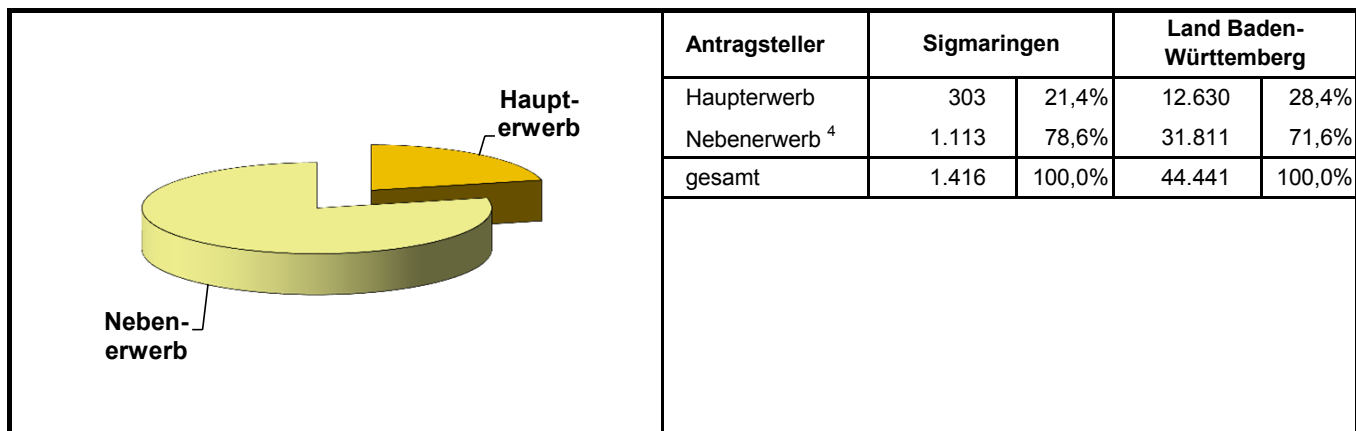 Haupt-
erwerb
Neben-
erwerb
Antragsteller Sigmaringen Land Baden-
Württemberg
Haupterwerb 303 21,4% 12.630 28,4%
Nebenerwerb 4 1.113 78,6% 31.811 71,6%
gesamt 1.416 100,0% 44.441 100,0%